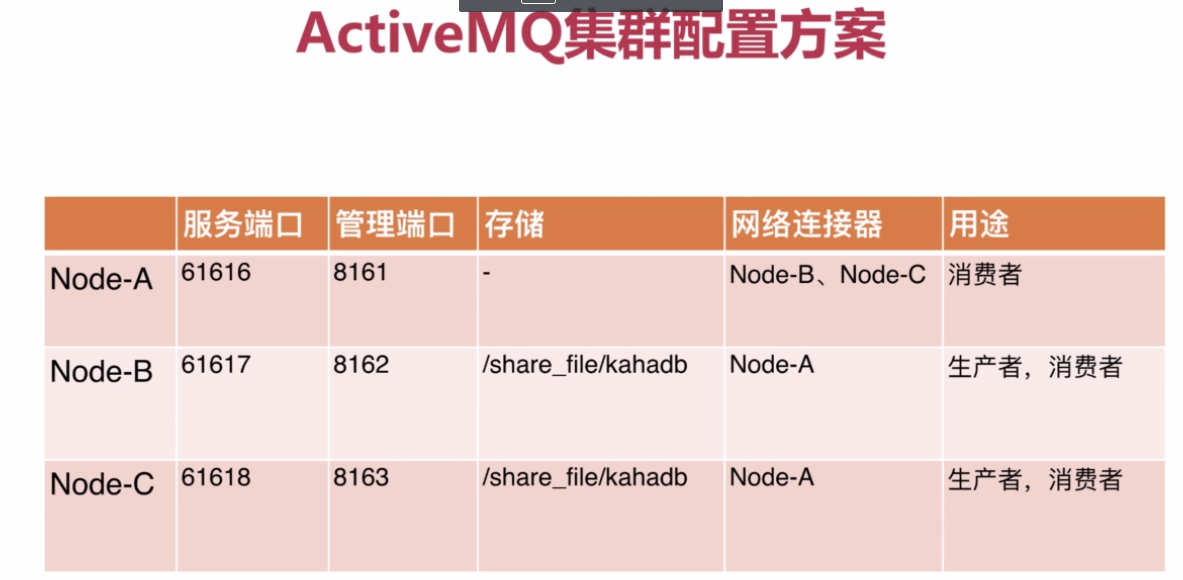 ActiveMQ集群配置方案
服务端口 管理端口 存储 网络连接器 用途
Node-A 61616 8161 - Node-B、Node-C 消费者
Node-B 61617 8162 /share_file/kahadb Node-A 生产者，消费者
Node-C 61618 8163 /share_file/kahadb Node-A 生产者，消费者